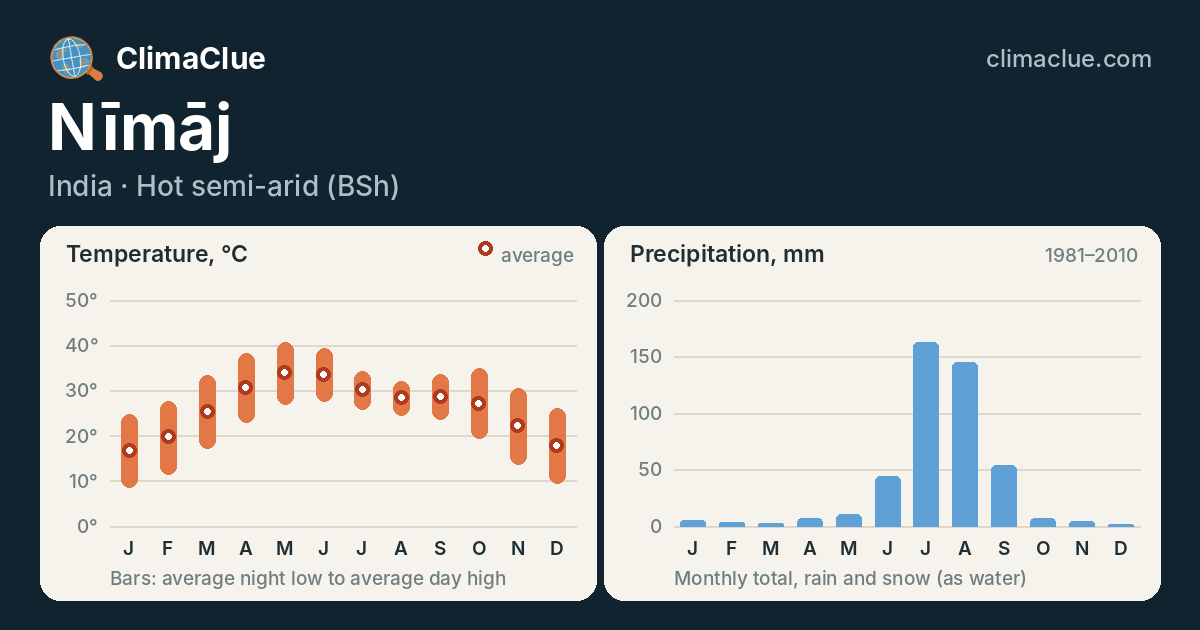 ClimaClue
climaclue.com
Nīmāj
India · Hot semi-arid (BSh)
Temperature, °C
average
50°
40°
30°
20°
10°
0°
J F M A M J J A S O N D
Bars: average night low to average day high
Precipitation, mm
1981–2010
200
150
100
50
0
J F M A M J J A S O N D
Monthly total, rain and snow (as water)